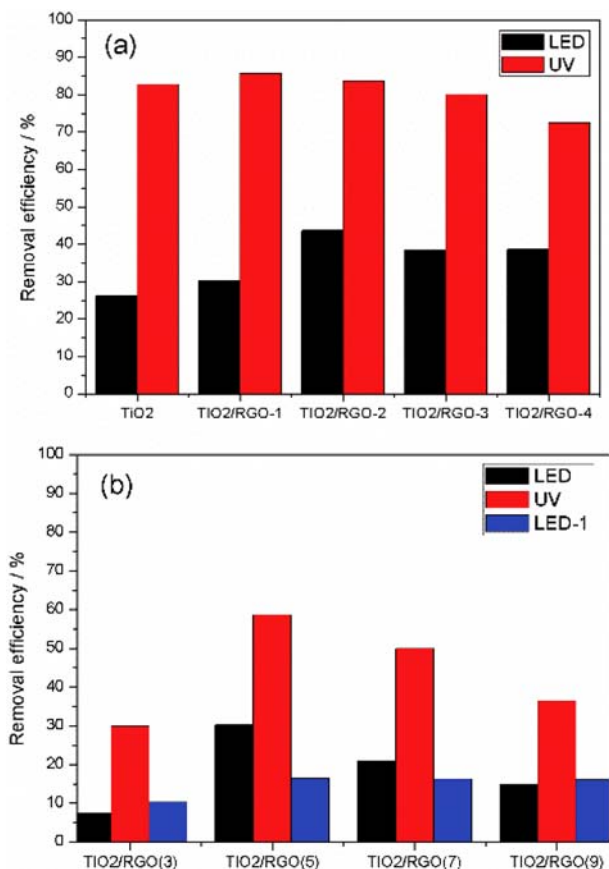 (a)
LED
UV
Removal efficiency / %
100
90
80
70
60
50
40
30
20
10
0
TiO2 TIO2/RGO-1 TIO2/RGO-2 TIO2/RGO-3 TIO2/RGO-4
(b)
LED
UV
LED-1
Removal efficiency / %
100
90
80
70
60
50
40
30
20
10
0
TIO2/RGO(3) TIO2/RGO(5) TIO2/RGO(7) TIO2/RGO(9)